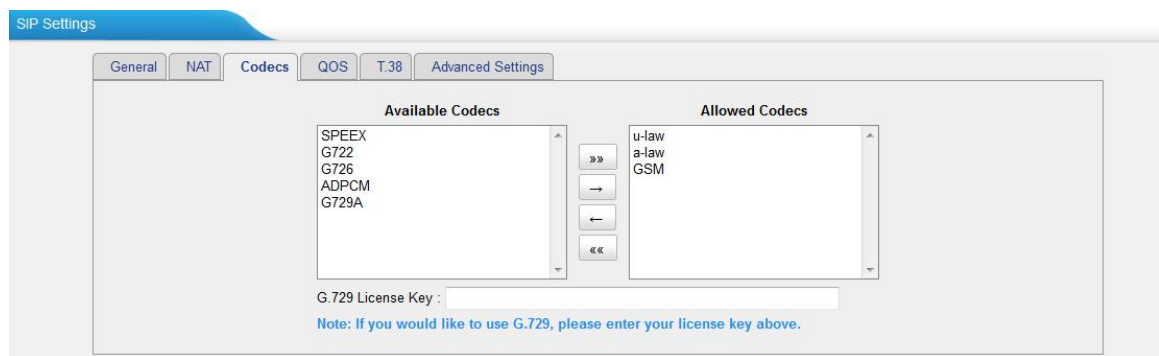 SIP Settings
General NAT Codecs QOS T.38 Advanced Settings
Available Codecs
SPEEX
G722
G726
ADPCM
G729A
»»
→
←
««
Allowed Codecs
u-law
a-law
GSM
G.729 License Key :
Note: If you would like to use G.729, please enter your license key above.